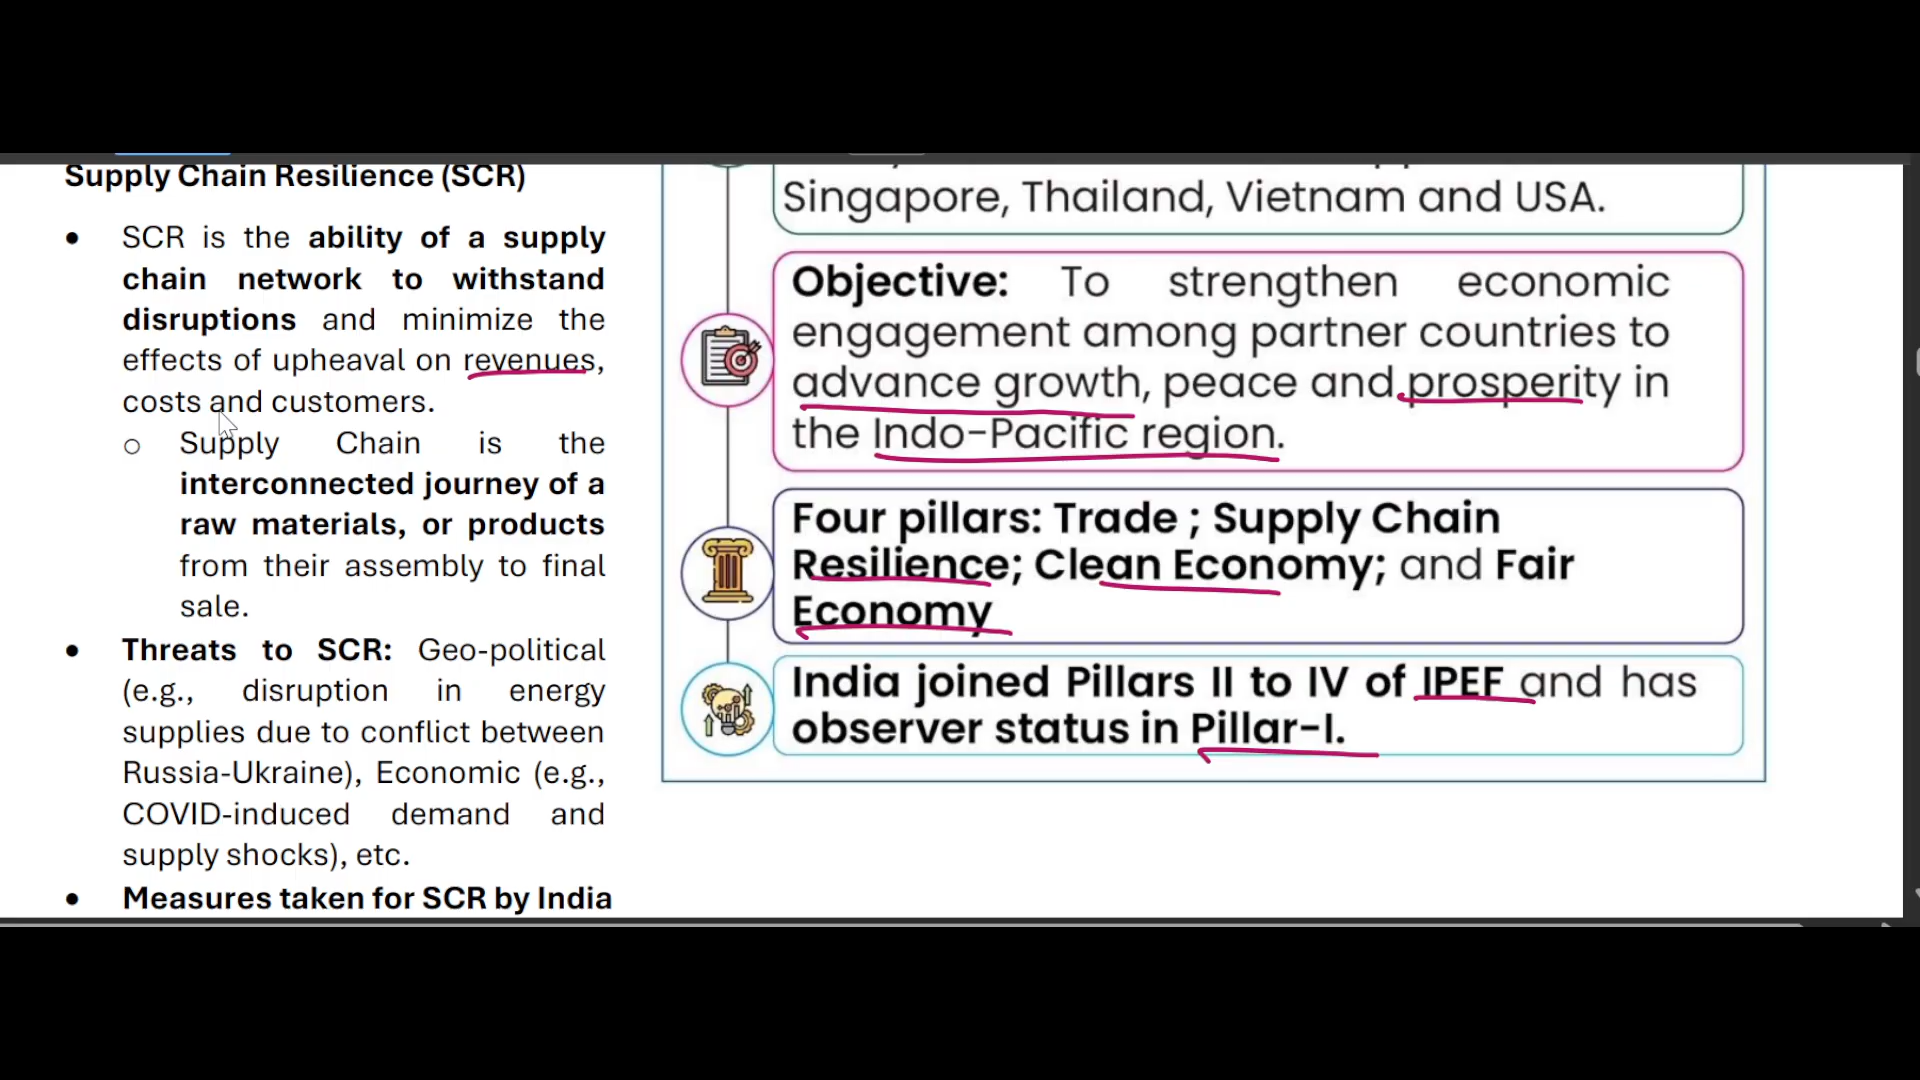 Supply Chain Resilience (SCR)
• SCR is the ability of a supply
chain network to withstand
disruptions and minimize the
effects of upheaval on revenues,
costs and customers.
o Supply Chain is the
interconnected journey of a
raw materials, or products
from their assembly to final
sale.
• Threats to SCR: Geo-political
(e.g., disruption in energy
supplies due to conflict between
Russia-Ukraine), Economic (e.g.,
COVID-induced demand and
supply shocks), etc.
• Measures taken for SCR by India
Singapore, Thailand, Vietnam and USA.
Objective: To strengthen economic
engagement among partner countries to
advance growth, peace and prosperity in
the Indo-Pacific region.
Four pillars: Trade ; Supply Chain
Resilience; Clean Economy; and Fair
Economy
India joined Pillars II to IV of IPEF and has
observer status in Pillar-I.